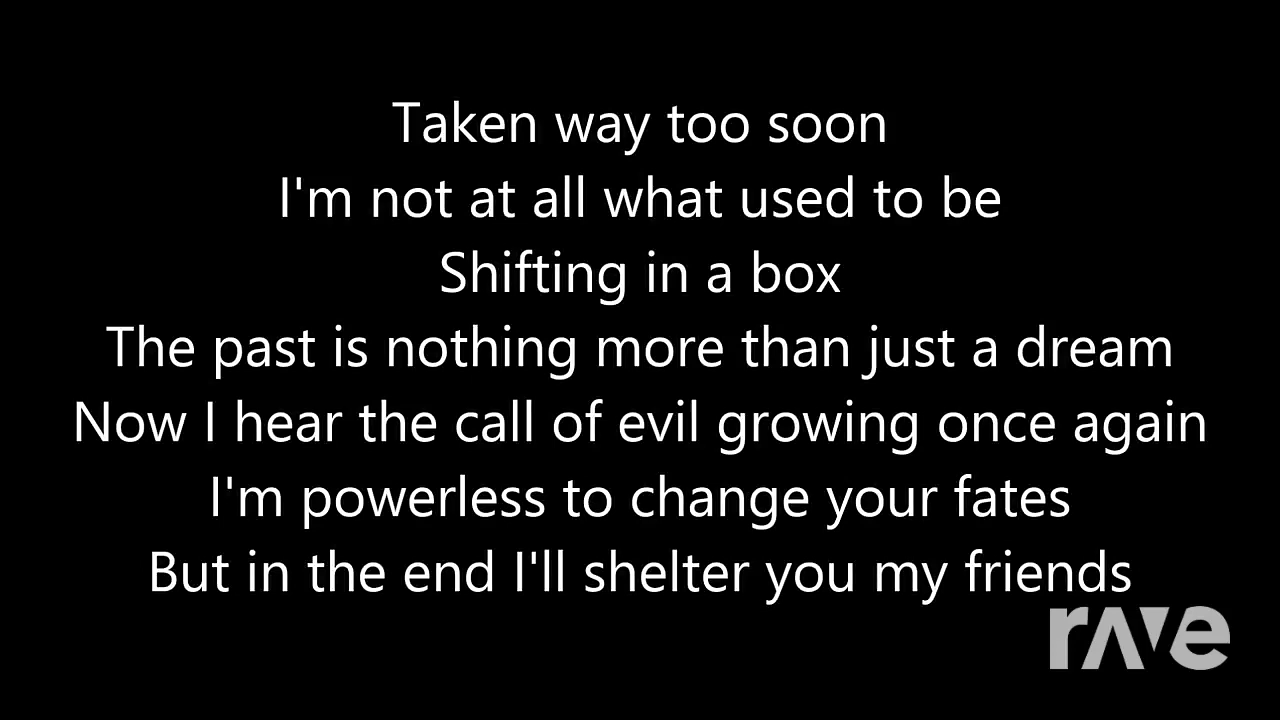 Taken way too soon
I'm not at all what used to be
Shifting in a box
The past is nothing more than just a dream
Now I hear the call of evil growing once again
I'm powerless to change your fates
But in the end I'll shelter you my friends
rave